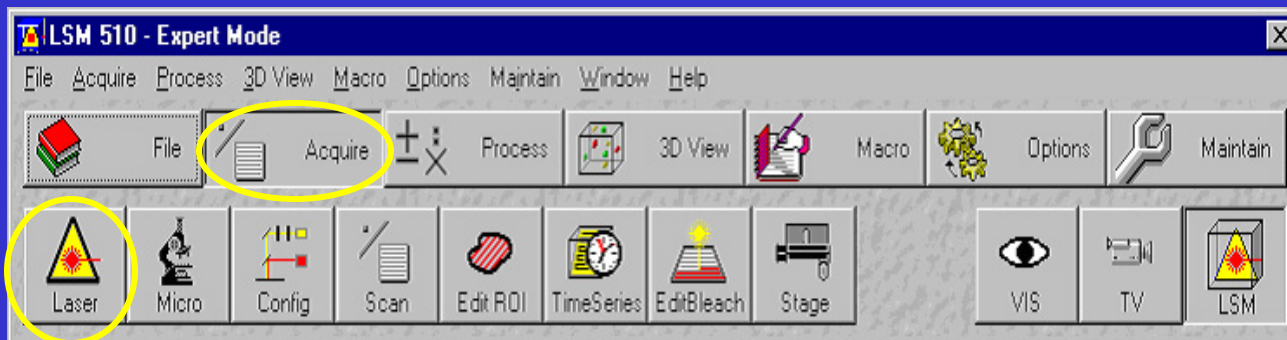 LSM 510 - Expert Mode
File Acquire Process 3D View Macro Options Maintain Window Help
File Acquire Process 3D View Macro Options Maintain
Laser Micro Config Scan Edit ROI TimeSeries EditBleach Stage VIS TV LSM